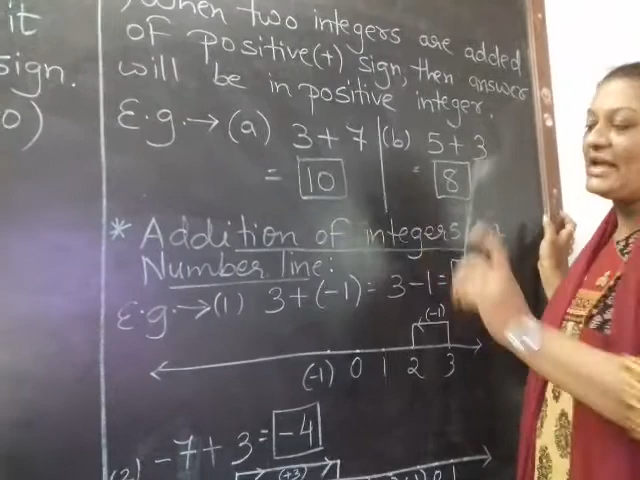 it
sign.
) When two integers are added
of positive(+) sign, then answer
will be in positive integer.
E.g.→ (a) 3+7 (b) 5+3
= 10 = 8
* Addition of integers
Number line:
E.g.→(1) 3+(-1)= 3-1=
(-1)
(-1) 0 1 2 3
(2) -7+3= -4
(+3)
0 1